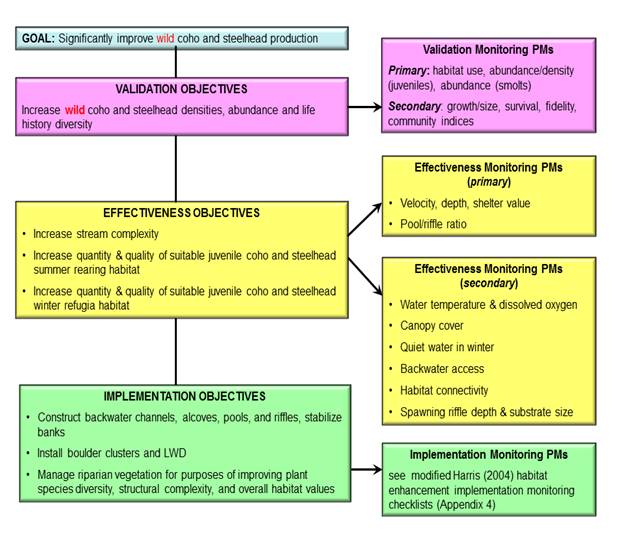 GOAL: Significantly improve wild coho and steelhead production
VALIDATION OBJECTIVES
Increase wild coho and steelhead densities, abundance and life
history diversity
Validation Monitoring PMs
Primary: habitat use, abundance/density
(juveniles), abundance (smolts)
Secondary: growth/size, survival, fidelity,
community indices
EFFECTIVENESS OBJECTIVES
• Increase stream complexity
• Increase quantity & quality of suitable juvenile coho and steelhead
summer rearing habitat
• Increase quantity & quality of suitable juvenile coho and steelhead
winter refugia habitat
Effectiveness Monitoring PMs
(primary)
• Velocity, depth, shelter value
• Pool/riffle ratio
Effectiveness Monitoring PMs
(secondary)
• Water temperature & dissolved oxygen
• Canopy cover
• Quiet water in winter
• Backwater access
• Habitat connectivity
• Spawning riffle depth & substrate size
IMPLEMENTATION OBJECTIVES
• Construct backwater channels, alcoves, pools, and riffles, stabilize
banks
• Install boulder clusters and LWD
• Manage riparian vegetation for purposes of improving plant
species diversity, structural complexity, and overall habitat values
Implementation Monitoring PMs
see modified Harris (2004) habitat
enhancement implementation monitoring
checklists (Appendix 4)